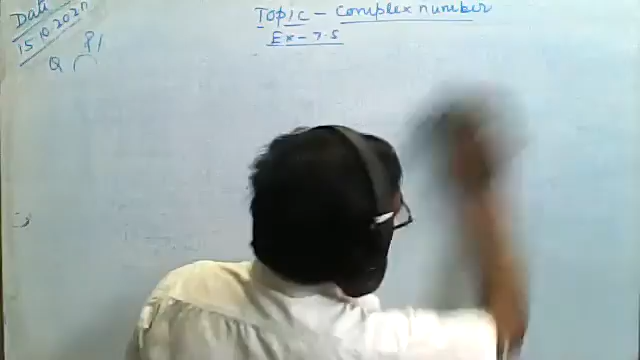 Topic - Complex number
Ex - 7.5
Date
15.10.2020
Q